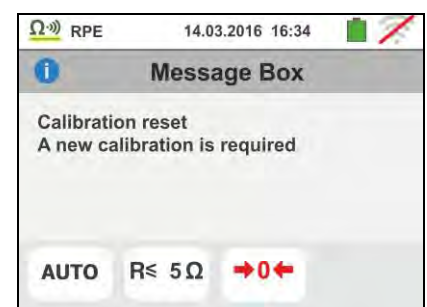 Ω RPE 14.03.2016 16:34
i Message Box
Calibration reset
A new calibration is required
AUTO R≤ 5Ω →0←